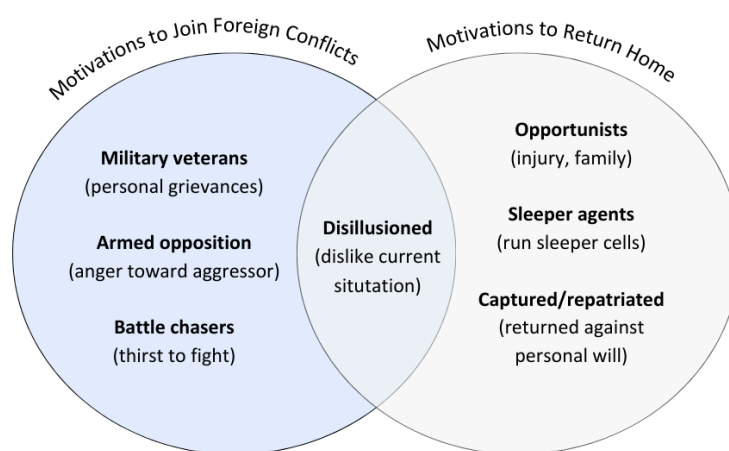 Motivations to Join Foreign Conflicts
Motivations to Return Home
Military veterans
(personal grievances)
Armed opposition
(anger toward aggressor)
Battle chasers
(thirst to fight)
Disillusioned
(dislike current
situtation)
Opportunists
(injury, family)
Sleeper agents
(run sleeper cells)
Captured/repatriated
(returned against
personal will)